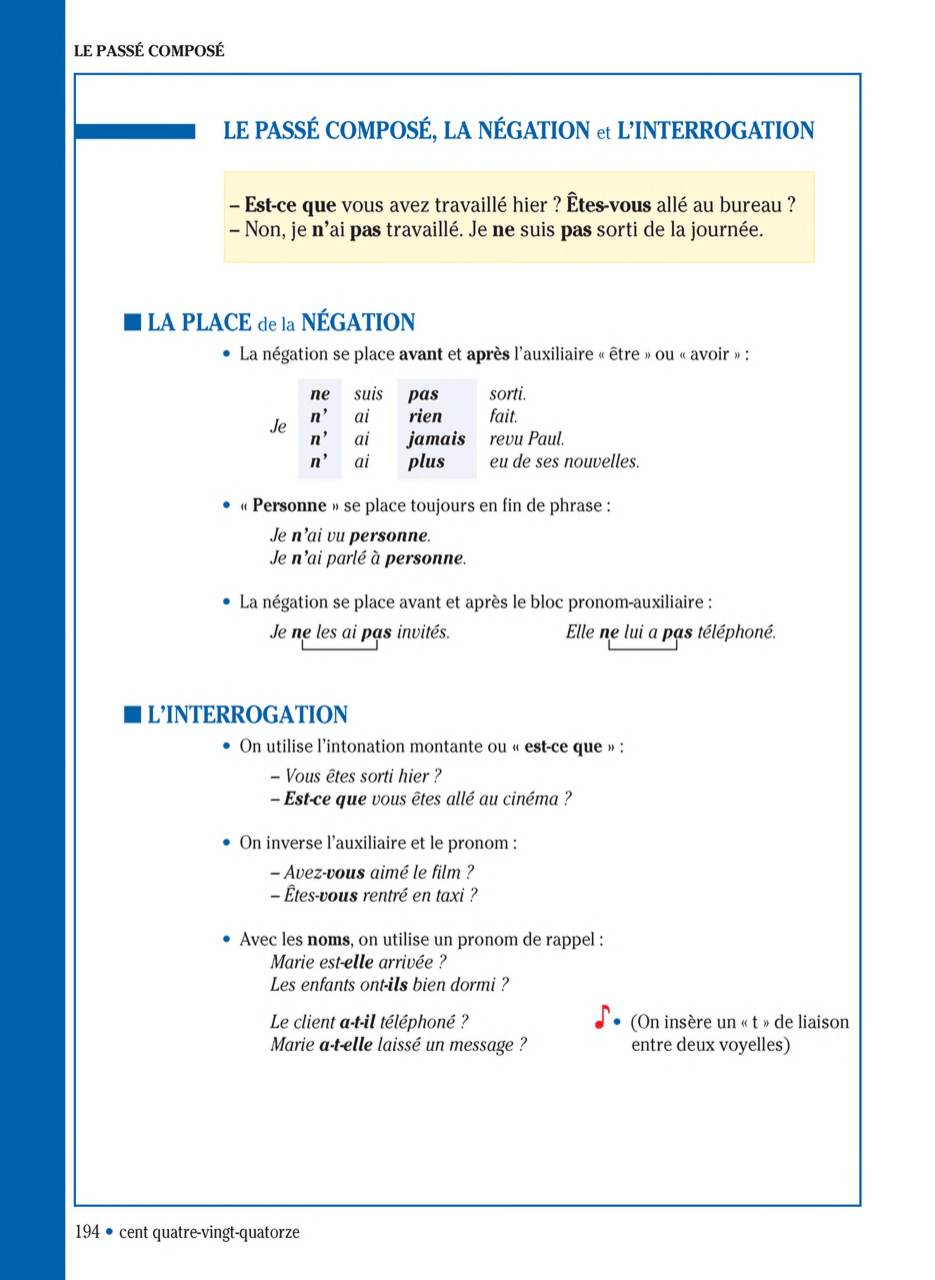 LE PASSÉ COMPOSÉ
LE PASSÉ COMPOSÉ, LA NÉGATION et L'INTERROGATION
– Est-ce que vous avez travaillé hier ? Êtes-vous allé au bureau ?
– Non, je n'ai pas travaillé. Je ne suis pas sorti de la journée.
■ LA PLACE de la NÉGATION
• La négation se place avant et après l'auxiliaire « être » ou « avoir » :
Je
ne suis pas sorti.
n' ai rien fait.
n' ai jamais revu Paul.
n' ai plus eu de ses nouvelles.
• « Personne » se place toujours en fin de phrase :
Je n'ai vu personne.
Je n'ai parlé à personne.
• La négation se place avant et après le bloc pronom-auxiliaire :
Je ne les ai pas invités. Elle ne lui a pas téléphoné.
■ L'INTERROGATION
• On utilise l'intonation montante ou « est-ce que » :
– Vous êtes sorti hier ?
– Est-ce que vous êtes allé au cinéma ?
• On inverse l'auxiliaire et le pronom :
– Avez-vous aimé le film ?
– Êtes-vous rentré en taxi ?
• Avec les noms, on utilise un pronom de rappel :
Marie est-elle arrivée ?
Les enfants ont-ils bien dormi ?
Le client a-t-il téléphoné ? ♪• (On insère un « t » de liaison
Marie a-t-elle laissé un message ? entre deux voyelles)
194 • cent quatre-vingt-quatorze